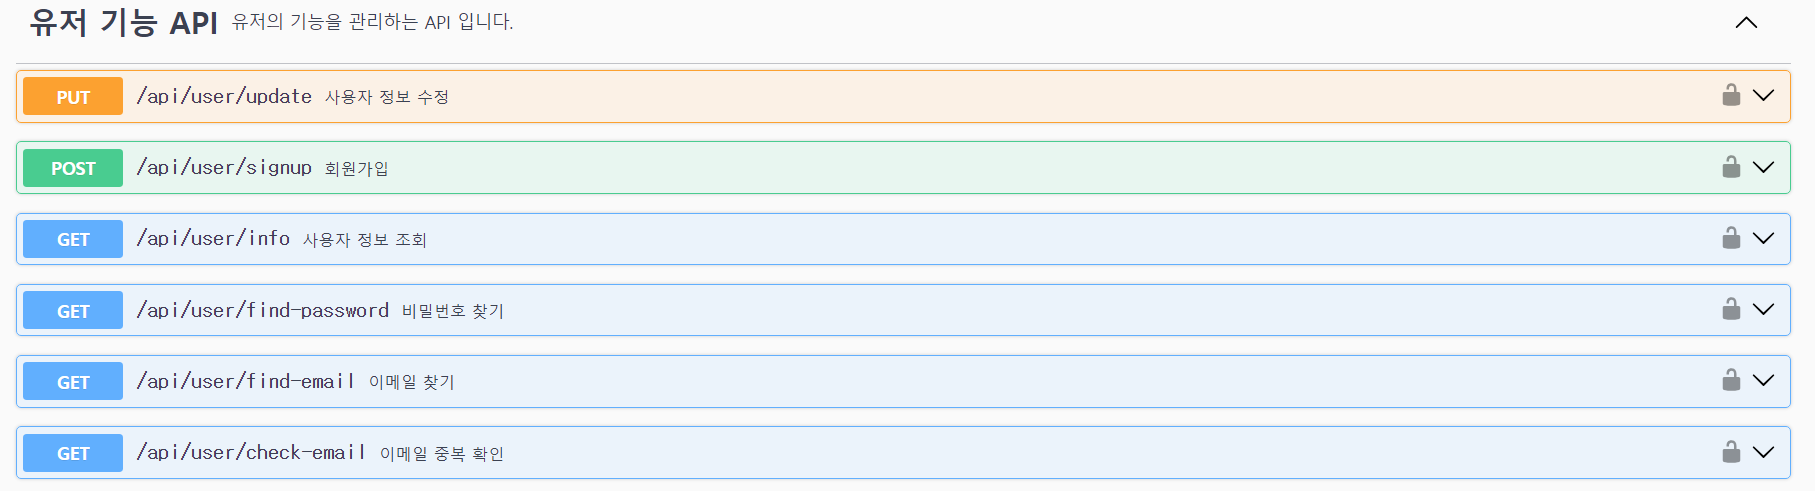 유저 기능 API 유저의 기능을 관리하는 API 입니다.
PUT /api/user/update 사용자 정보 수정
POST /api/user/signup 회원가입
GET /api/user/info 사용자 정보 조회
GET /api/user/find-password 비밀번호 찾기
GET /api/user/find-email 이메일 찾기
GET /api/user/check-email 이메일 중복 확인